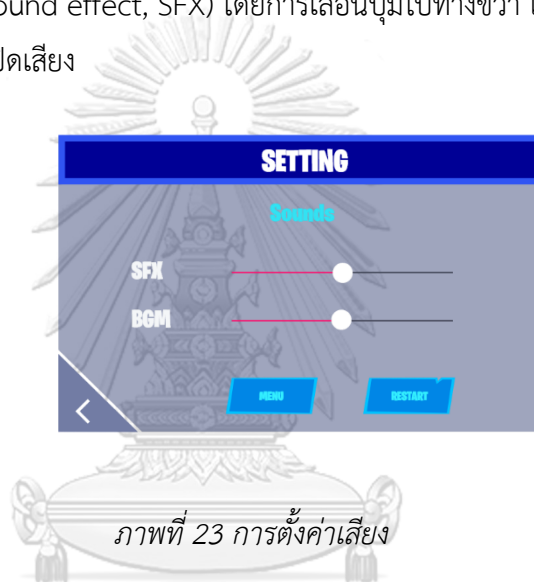 ound effect, SFX) โดยการเลื่อนปุ่มไปทางขวา
ปิดเสียง
SETTING
Sounds
SFX
BGM
MENU
RESTART
ภาพที่ 23 การตั้งค่าเสียง